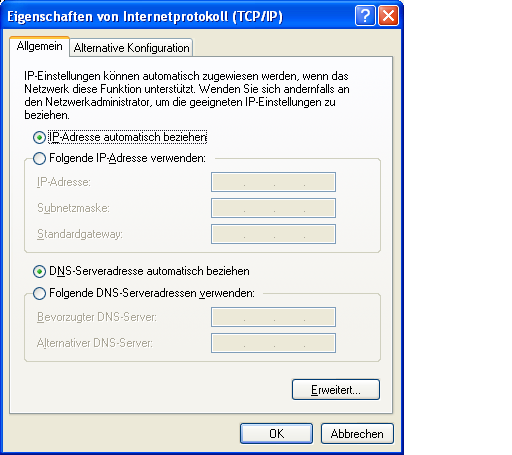 Eigenschaften von Internetprotokoll (TCP/IP)
Allgemein
Alternative Konfiguration
IP-Einstellungen können automatisch zugewiesen werden, wenn das
Netzwerk diese Funktion unterstützt. Wenden Sie sich andernfalls an
den Netzwerkadministrator, um die geeigneten IP-Einstellungen zu
beziehen.
IP-Adresse automatisch beziehen
Folgende IP-Adresse verwenden:
IP-Adresse:
Subnetzmaske:
Standardgateway:
DNS-Serveradresse automatisch beziehen
Folgende DNS-Serveradressen verwenden:
Bevorzugter DNS-Server:
Alternativer DNS-Server:
Erweitert...
OK
Abbrechen